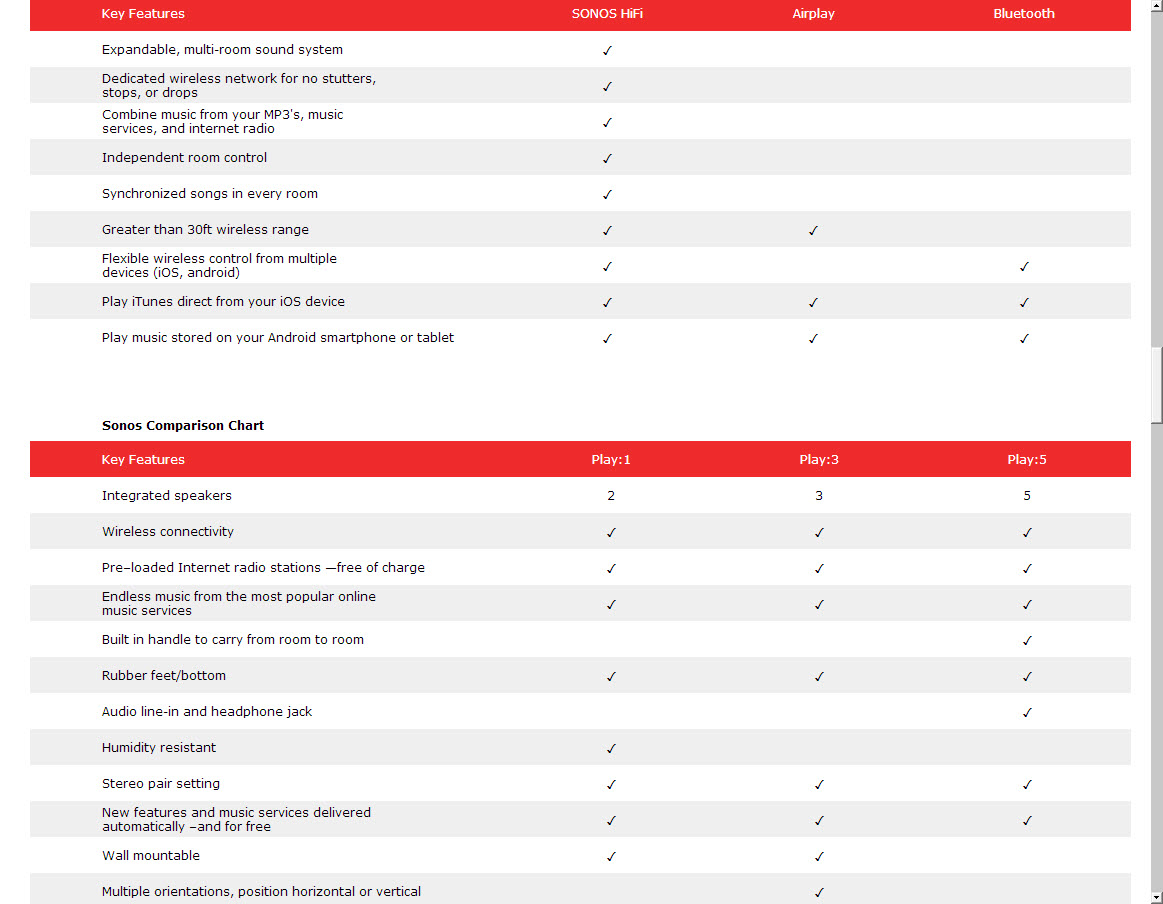 Key Features SONOS HiFi Airplay Bluetooth
Expandable, multi-room sound system ✓
Dedicated wireless network for no stutters,
stops, or drops ✓
Combine music from your MP3's, music
services, and internet radio ✓
Independent room control ✓
Synchronized songs in every room ✓
Greater than 30ft wireless range ✓ ✓
Flexible wireless control from multiple
devices (iOS, android) ✓ ✓
Play iTunes direct from your iOS device ✓ ✓ ✓
Play music stored on your Android smartphone or tablet ✓ ✓ ✓
Sonos Comparison Chart
Key Features Play:1 Play:3 Play:5
Integrated speakers 2 3 5
Wireless connectivity ✓ ✓ ✓
Pre–loaded Internet radio stations —free of charge ✓ ✓ ✓
Endless music from the most popular online
music services ✓ ✓ ✓
Built in handle to carry from room to room ✓
Rubber feet/bottom ✓ ✓ ✓
Audio line-in and headphone jack ✓
Humidity resistant ✓
Stereo pair setting ✓ ✓ ✓
New features and music services delivered
automatically –and for free ✓ ✓ ✓
Wall mountable ✓ ✓
Multiple orientations, position horizontal or vertical ✓